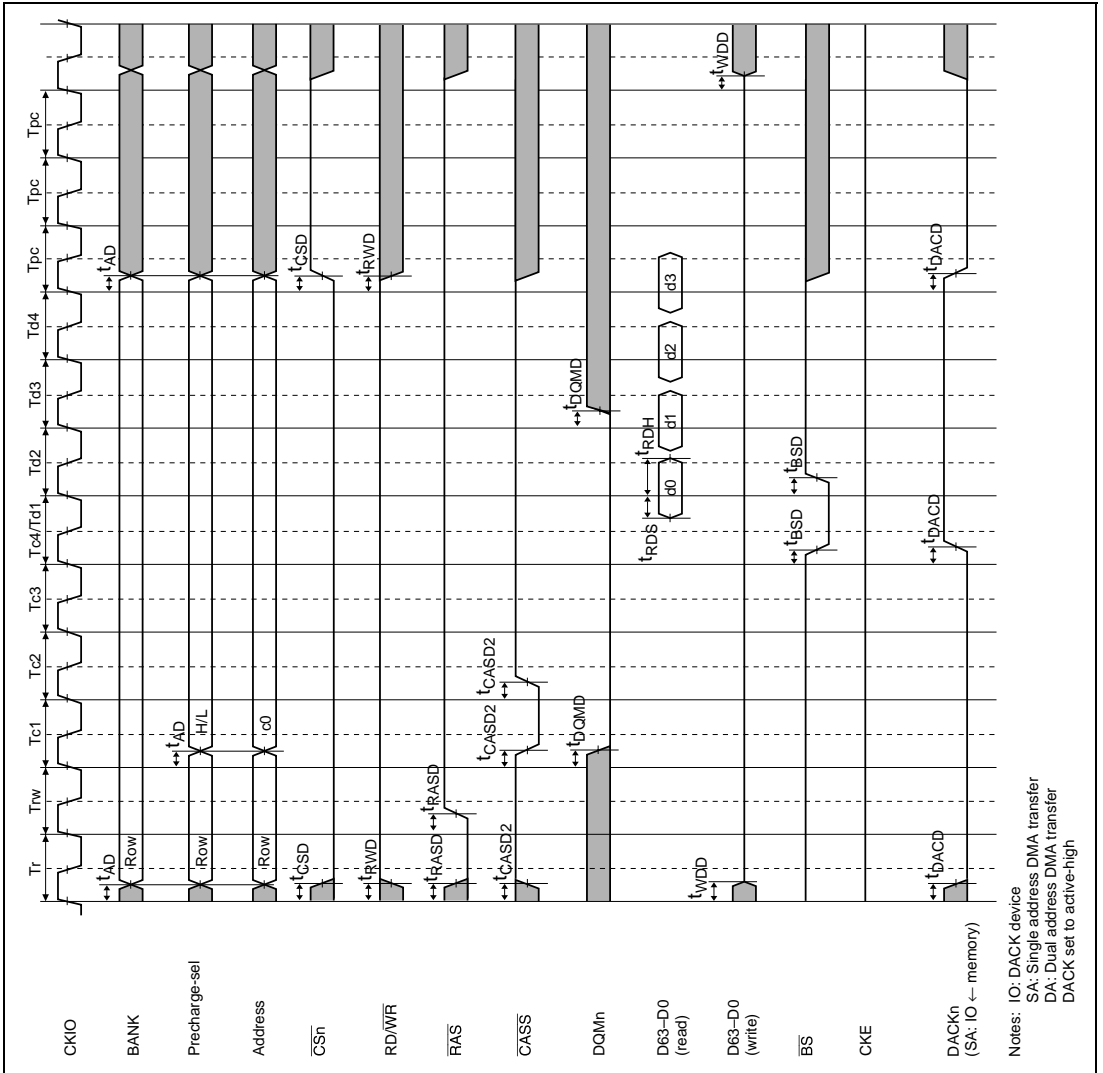 Tr
Trw
Tc1
Tc2
Tc3
Tc4/Td1
Td2
Td3
Td4
Tpc
Tpc
Tpc
CKIO
BANK
tAD
Row
tAD
Precharge-sel
Row
tAD
H/L
Address
Row
c0
CSn
tCSD
tCSD
RD/WR
tRWD
tRWD
RAS
tRASD
tRASD
CASS
tCASD2
tCASD2
tCASD2
DQMn
tDQMD
tDQMD
D63–D0
(read)
tRDS
d0
tRDH
d1
d2
d3
D63–D0
(write)
tWDD
tWDD
BS
tBSD
tBSD
CKE
DACKn
(SA: IO ← memory)
tDACD
tDACD
tDACD
Notes: IO: DACK device
SA: Single address DMA transfer
DA: Dual address DMA transfer
DACK set to active-high